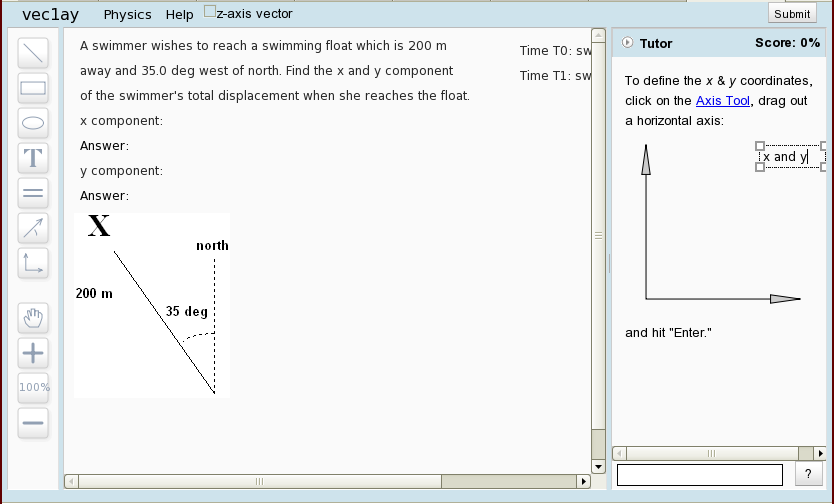 vec1ay Physics Help z-axis vector Submit
A swimmer wishes to reach a swimming float which is 200 m
away and 35.0 deg west of north. Find the x and y component
of the swimmer's total displacement when she reaches the float.
x component:
Answer:
y component:
Answer:
Time T0: sw
Time T1: sw
X
north
200 m
35 deg
T
100%
Tutor Score: 0%
To define the x & y coordinates,
click on the Axis Tool, drag out
a horizontal axis:
x and y
and hit "Enter."
?